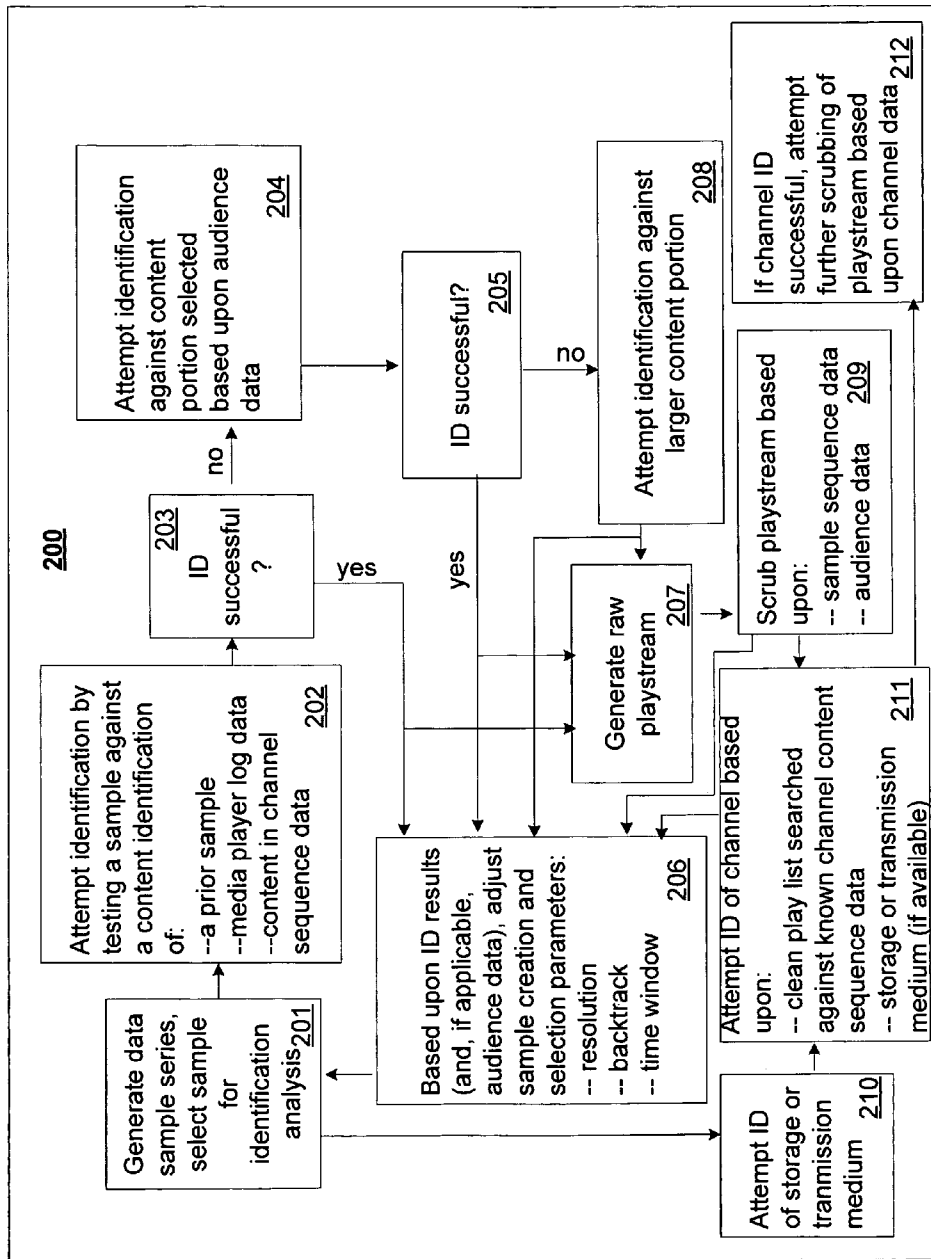 200
Generate data
sample series,
select sample
for
identification
analysis
201
Attempt identification by
testing a sample against
a content identification
of:
--a prior sample
--media player log data
--content in channel
sequence data
202
203
ID
successful
?
no
yes
Attempt identification
against content
portion selected
based upon audience
data
204
ID successful?
205
yes
no
Based upon ID results
(and, if applicable,
audience data), adjust
sample creation and
selection parameters:
-- resolution
-- backtrack
-- time window
206
Generate raw
playstream
207
Attempt identification against
larger content portion
208
Scrub playstream based
upon:
-- sample sequence data
-- audience data
209
Attempt ID
of storage or
tranmission
medium
210
Attempt ID of channel based
upon:
-- clean play list searched
against known channel content
sequence data
-- storage or transmission
medium (if available)
211
If channel ID
successful, attempt
further scrubbing of
playstream based
upon channel data
212